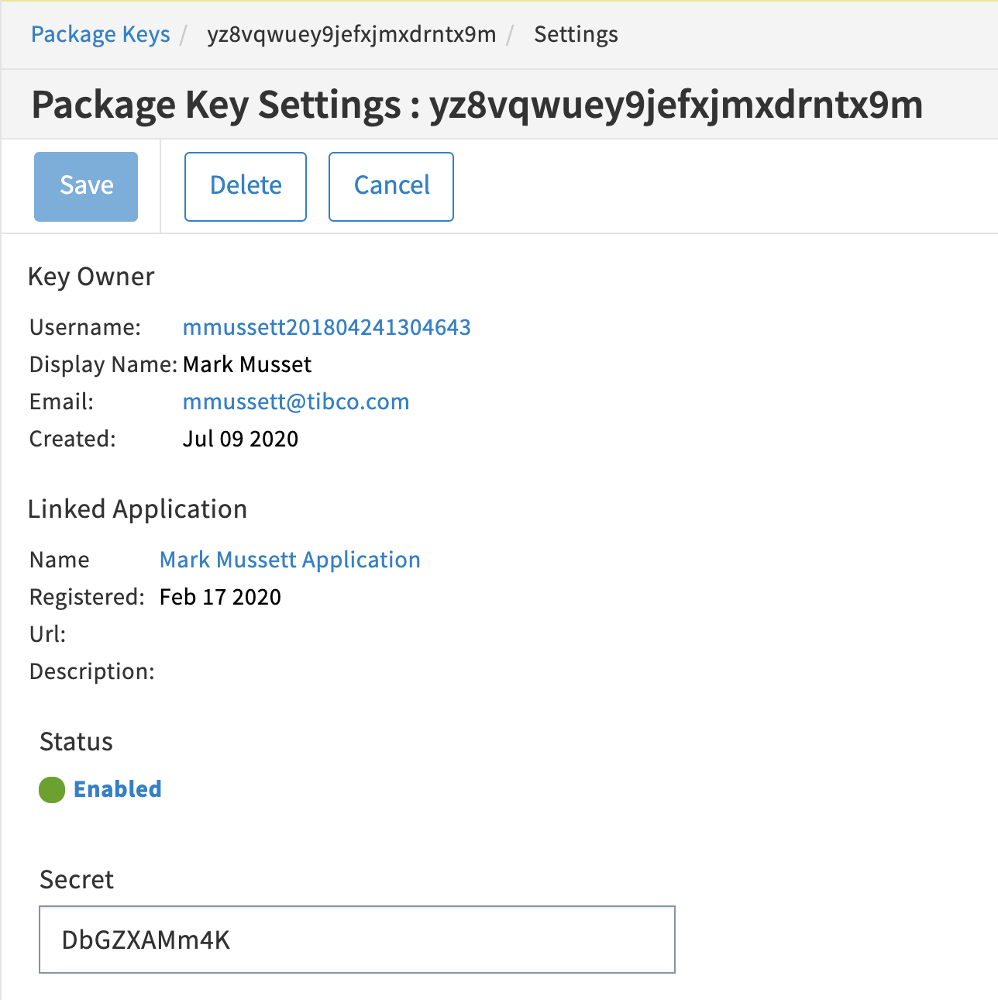 Package Keys / yz8vqwuey9jefxjmxdrntx9m / Settings
Package Key Settings : yz8vqwuey9jefxjmxdrntx9m
Save Delete Cancel
Key Owner
Username: mmussett201804241304643
Display Name: Mark Musset
Email: mmussett@tibco.com
Created: Jul 09 2020
Linked Application
Name Mark Mussett Application
Registered: Feb 17 2020
Url:
Description:
Status
Enabled
Secret
DbGZXAMm4K